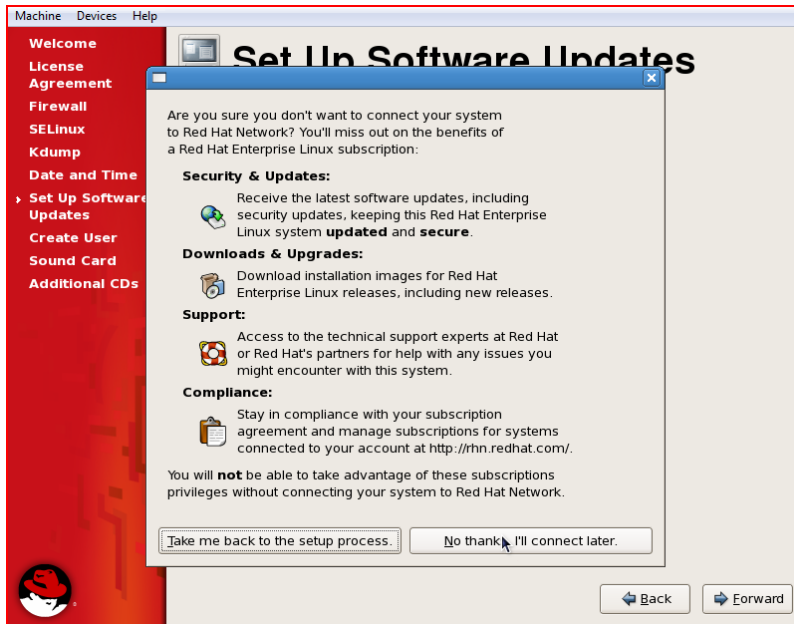 Machine Devices Help
Welcome
License
Agreement
Firewall
SELinux
Kdump
Date and Time
Set Up Software
Updates
Create User
Sound Card
Additional CDs
Set Up Software Updates
Are you sure you don't want to connect your system
to Red Hat Network? You'll miss out on the benefits of
a Red Hat Enterprise Linux subscription:
Security & Updates:
Receive the latest software updates, including
security updates, keeping this Red Hat Enterprise
Linux system updated and secure.
Downloads & Upgrades:
Download installation images for Red Hat
Enterprise Linux releases, including new releases.
Support:
Access to the technical support experts at Red Hat
or Red Hat's partners for help with any issues you
might encounter with this system.
Compliance:
Stay in compliance with your subscription
agreement and manage subscriptions for systems
connected to your account at http://rhn.redhat.com/.
You will not be able to take advantage of these subscriptions
privileges without connecting your system to Red Hat Network.
Take me back to the setup process.
No thanks, I'll connect later.
Back
Forward